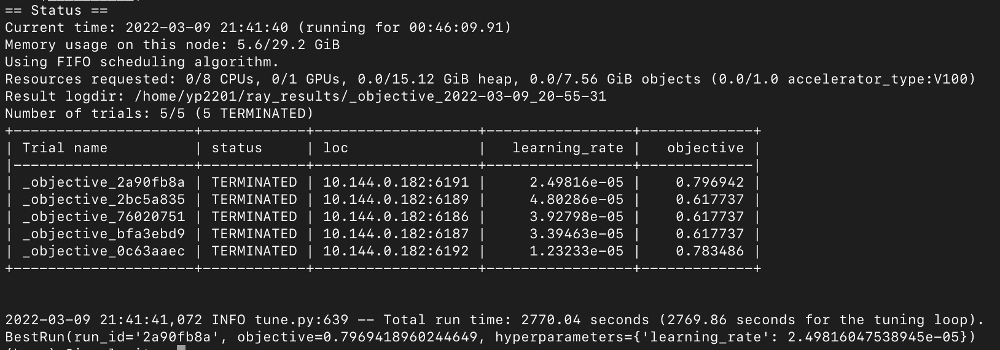 == Status ==
Current time: 2022-03-09 21:41:40 (running for 00:46:09.91)
Memory usage on this node: 5.6/29.2 GiB
Using FIFO scheduling algorithm.
Resources requested: 0/8 CPUs, 0/1 GPUs, 0.0/15.12 GiB heap, 0.0/7.56 GiB objects (0.0/1.0 accelerator_type:V100)
Result logdir: /home/yp2201/ray_results/_objective_2022-03-09_20-55-31
Number of trials: 5/5 (5 TERMINATED)
+---------------------+------------+-------------------+-----------------+-------------+
| Trial name          | status     | loc               |   learning_rate |   objective |
|---------------------+------------+-------------------+-----------------+-------------|
| _objective_2a90fb8a | TERMINATED | 10.144.0.182:6191 |     2.49816e-05 |    0.796942 |
| _objective_2bc5a835 | TERMINATED | 10.144.0.182:6189 |     4.80286e-05 |    0.617737 |
| _objective_76020751 | TERMINATED | 10.144.0.182:6186 |     3.92798e-05 |    0.617737 |
| _objective_bfa3ebd9 | TERMINATED | 10.144.0.182:6187 |     3.39463e-05 |    0.617737 |
| _objective_0c63aaec | TERMINATED | 10.144.0.182:6192 |     1.23233e-05 |    0.783486 |
+---------------------+------------+-------------------+-----------------+-------------+
2022-03-09 21:41:41,072 INFO tune.py:639 -- Total run time: 2770.04 seconds (2769.86 seconds for the tuning loop).
BestRun(run_id='2a90fb8a', objective=0.7969418960244649, hyperparameters={'learning_rate': 2.49816047538945e-05})